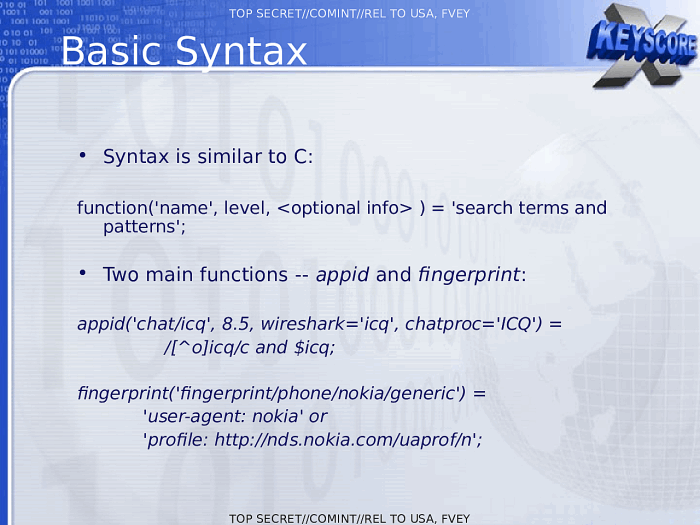 TOP SECRET//COMINT//REL TO USA, FVEY
Basic Syntax
X
KEYSCORE
• Syntax is similar to C:
function('name', level, <optional info> ) = 'search terms and
patterns';
• Two main functions -- appid and fingerprint:
appid('chat/icq', 8.5, wireshark='icq', chatproc='ICQ') =
/[^o]icq/c and $icq;
fingerprint('fingerprint/phone/nokia/generic') =
'user-agent: nokia' or
'profile: http://nds.nokia.com/uaprof/n';
TOP SECRET//COMINT//REL TO USA, FVEY